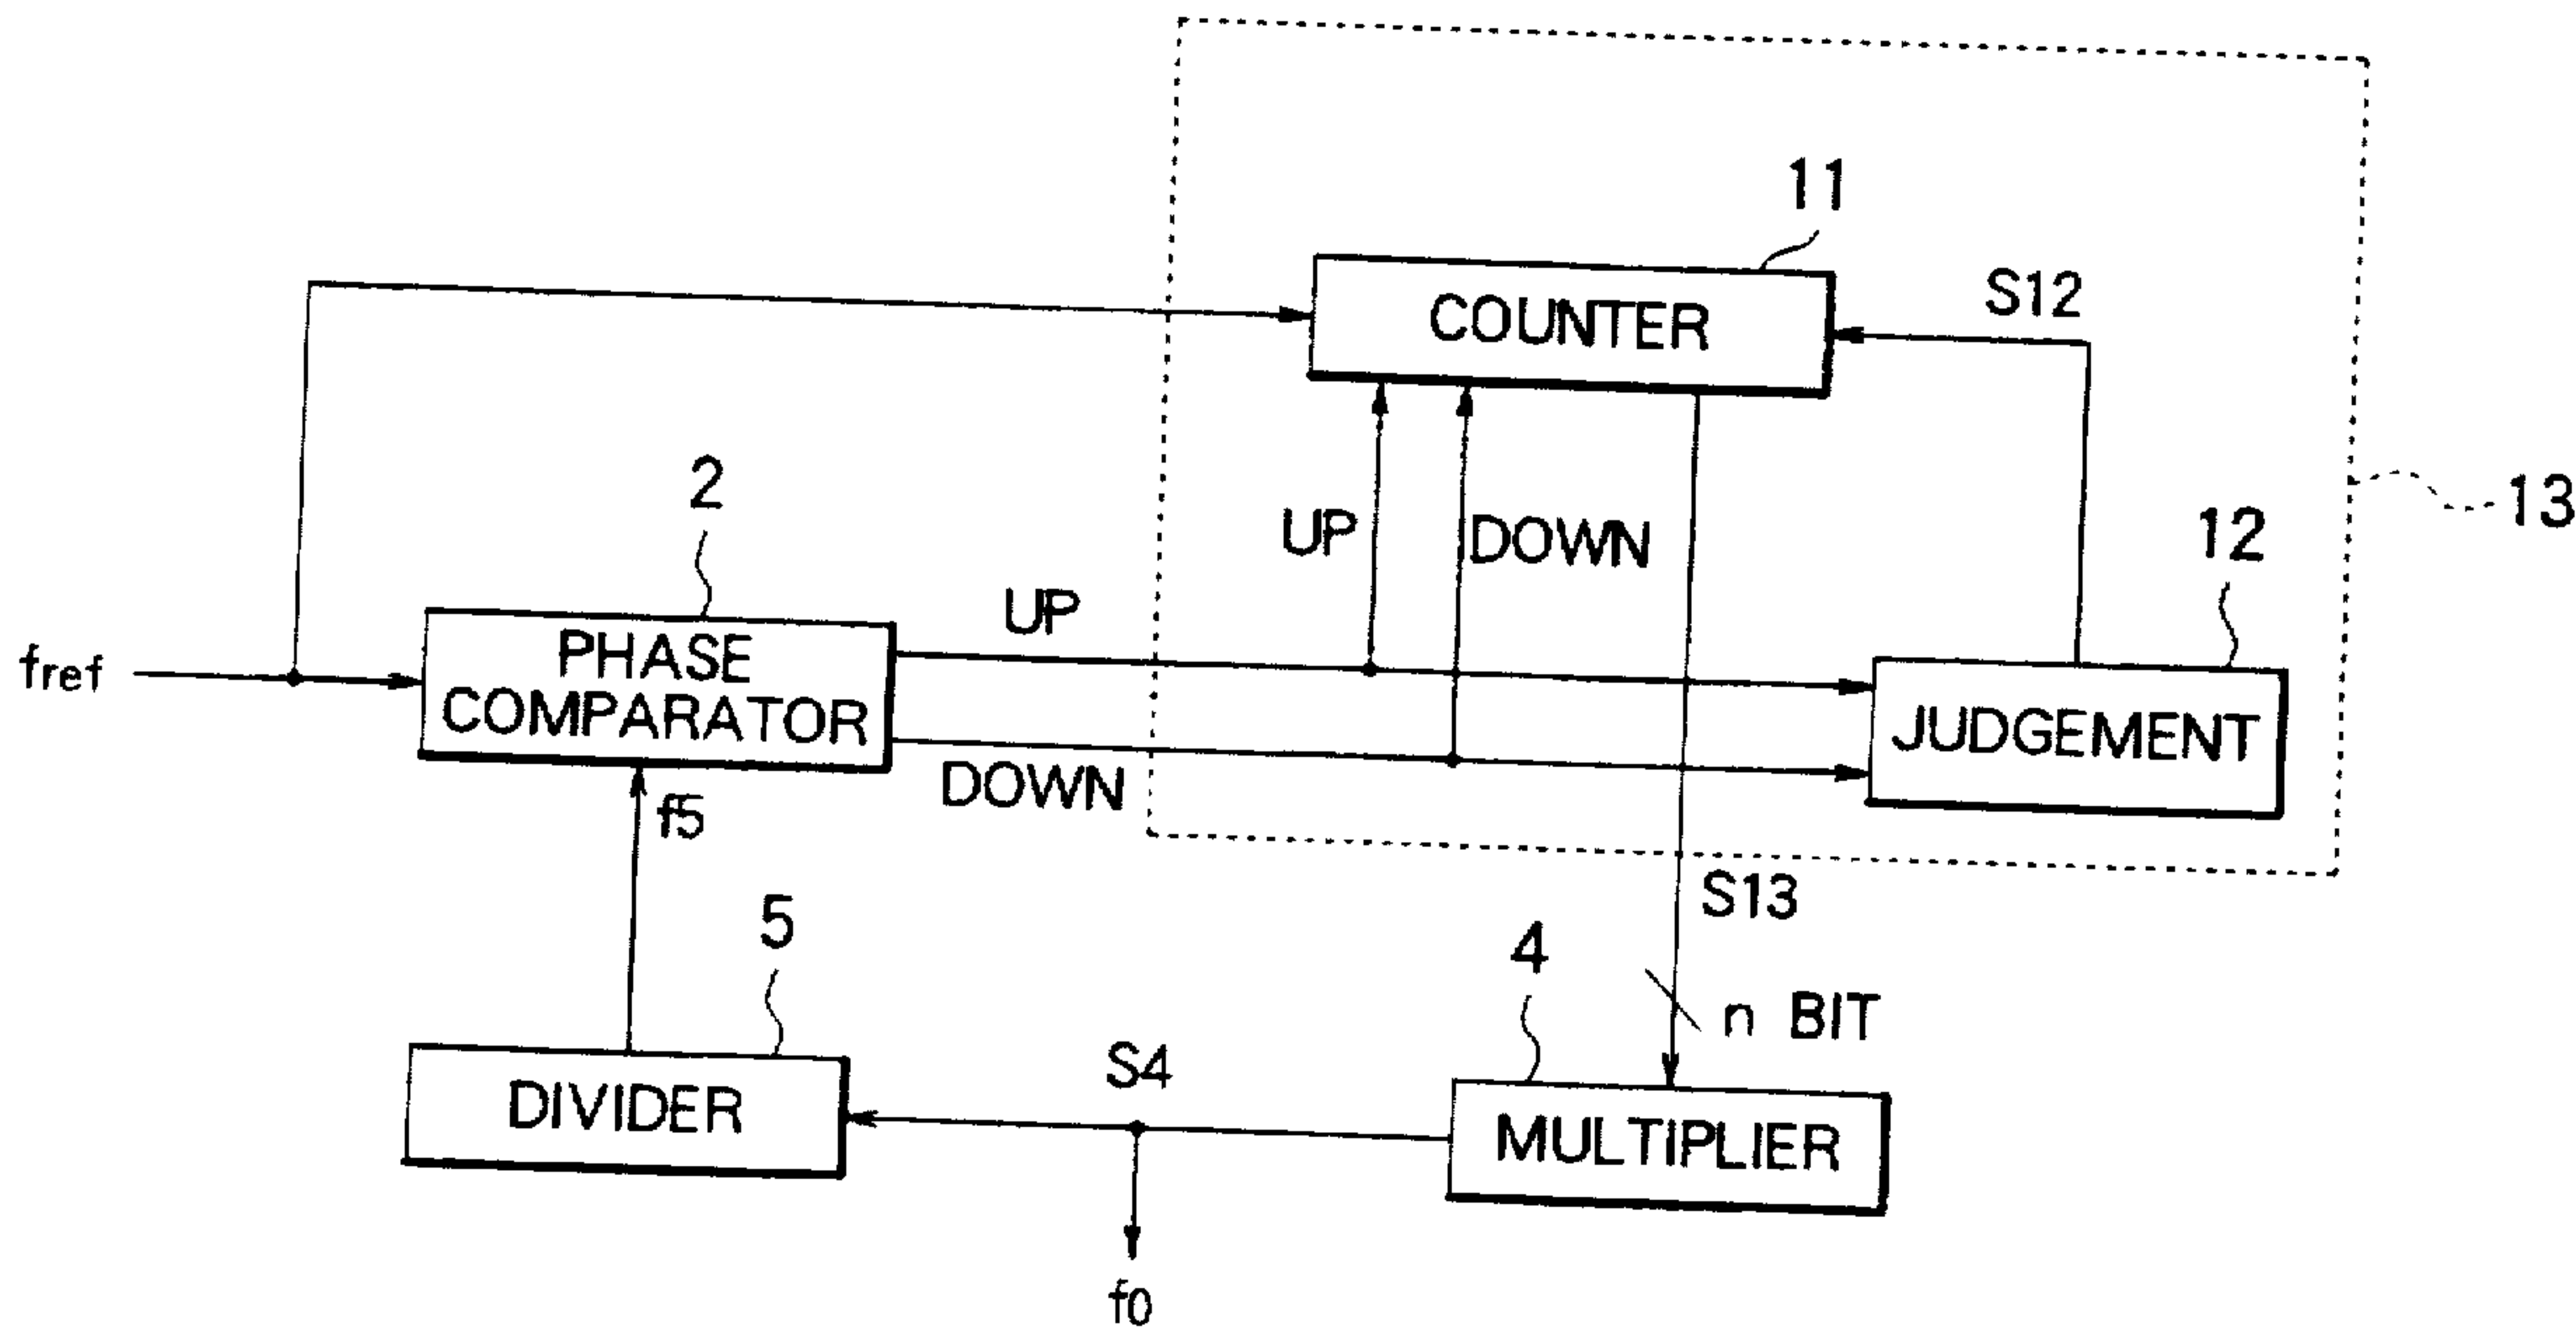 11
COUNTER
S12
2
UP
DOWN
13
12
UP
fref
PHASE
COMPARATOR
JUDGEMENT
DOWN
f5
S13
5
4
n BIT
S4
DIVIDER
MULTIPLIER
f0